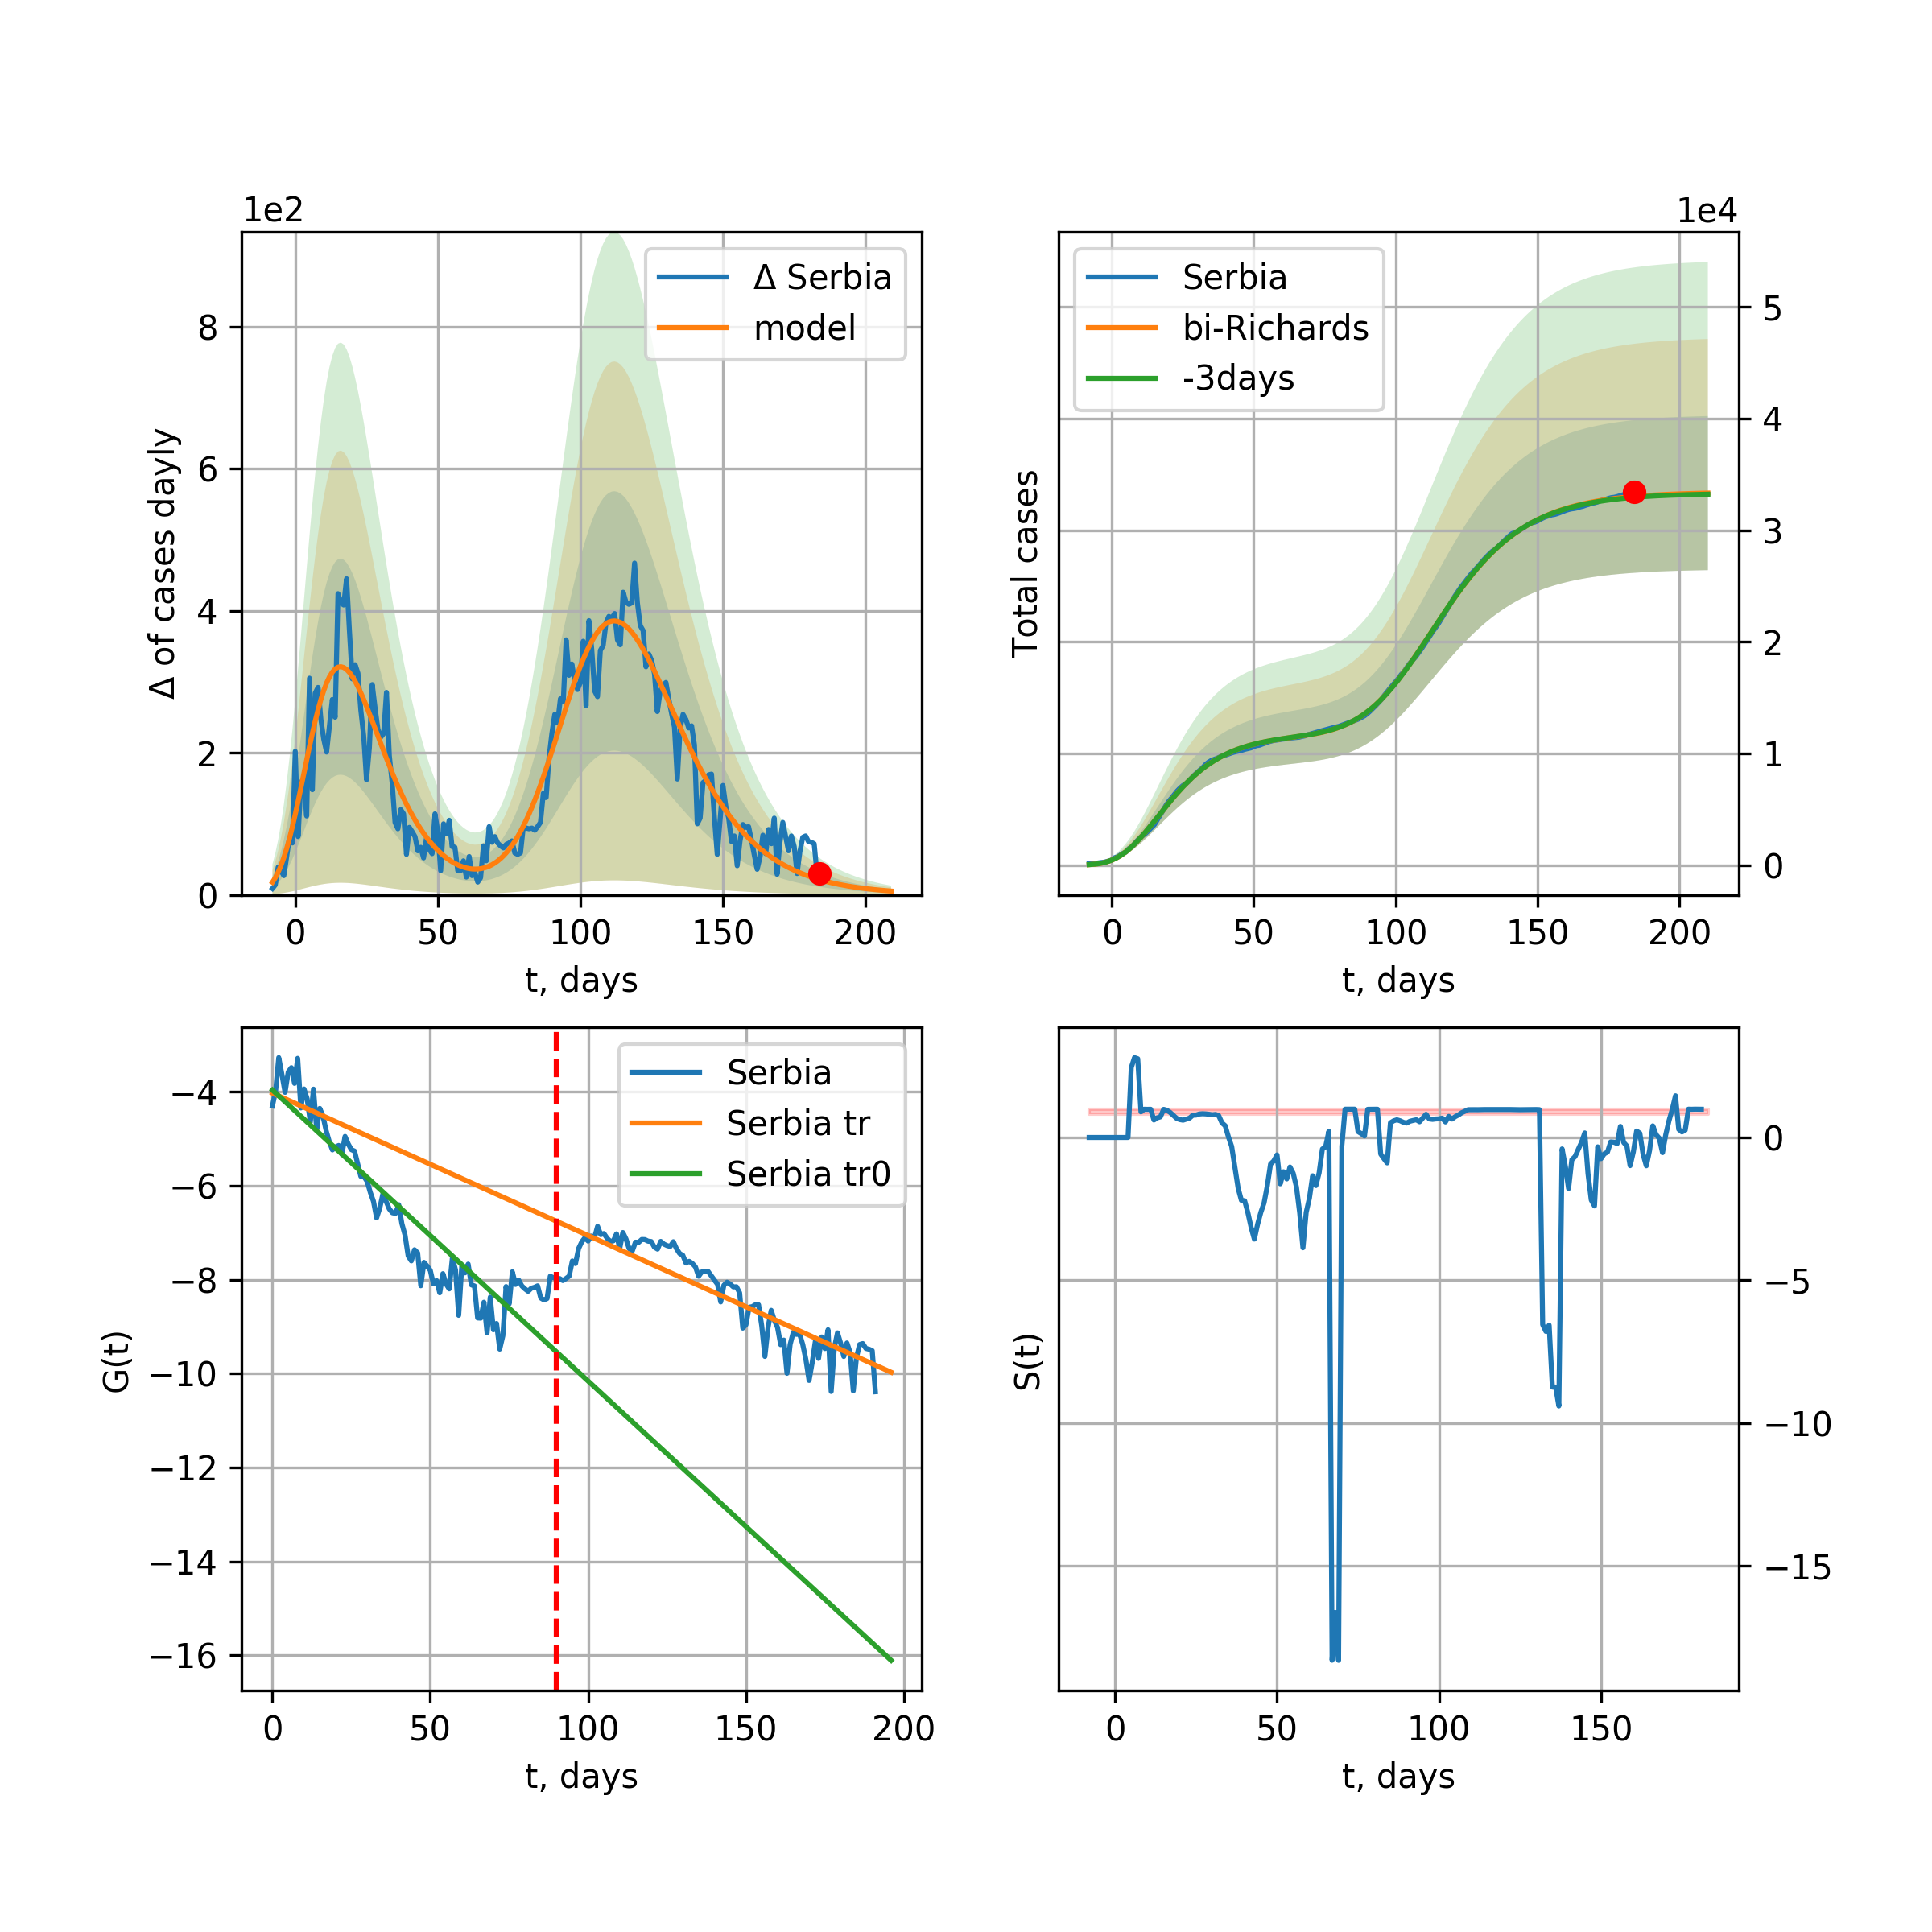 1e2
Δ Serbia
model
8
6
4
2
0
Δ of cases dayly
0 50 100 150 200
t, days
1e4
Serbia
bi-Richards
-3days
5
4
3
2
1
0
Total cases
0 50 100 150 200
t, days
Serbia
Serbia tr
Serbia tr0
−4
−6
−8
−10
−12
−14
−16
G(t)
0 50 100 150 200
t, days
0
−5
−10
−15
S(t)
0 50 100 150
t, days